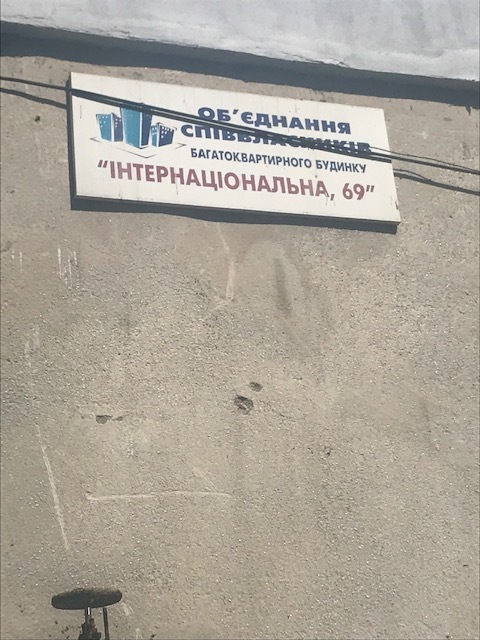 ОБ'ЄДНАННЯ
СПІВВЛАСНИКІВ
БАГАТОКВАРТИРНОГО БУДИНКУ
"ІНТЕРНАЦІОНАЛЬНА, 69"